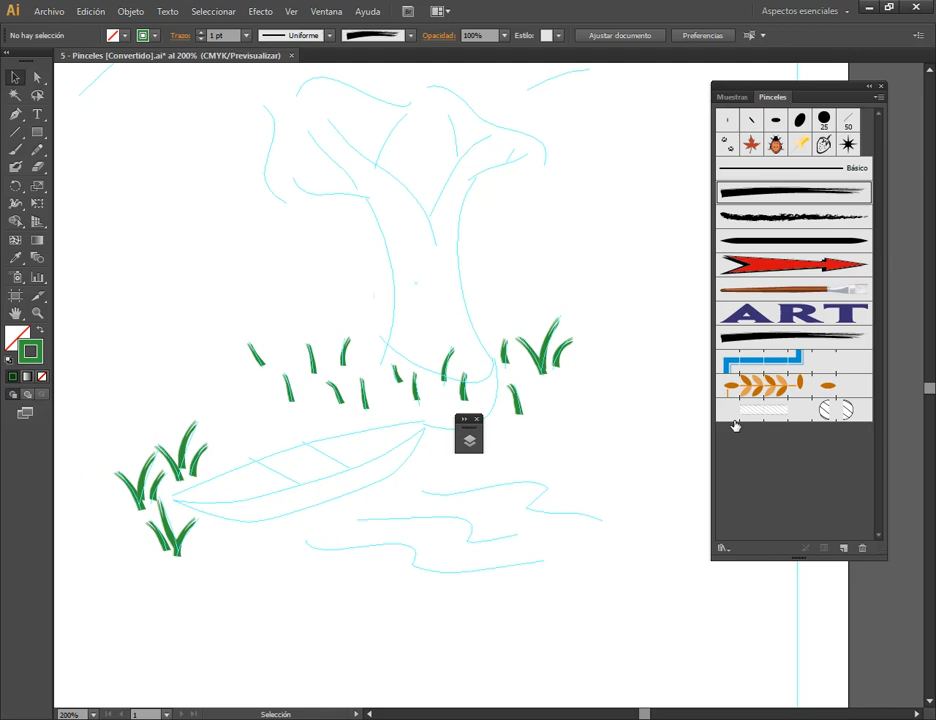 Ai Archivo Edición Objeto Texto Seleccionar Efecto Ver Ventana Ayuda Br Aspectos esenciales
No hay selección Trazo: 1 pt Uniforme Opacidad: 100% Estilo: Ajustar documento Preferencias
5 - Pinceles [Convertido].ai* al 200% (CMYK/Previsualizar)
Muestras Pinceles
25 50
Básico
ART
200% 1 Selección